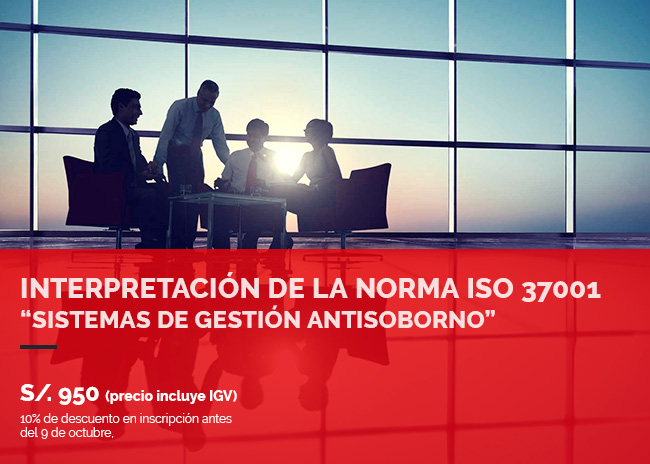 INTERPRETACIÓN DE LA NORMA ISO 37001
“SISTEMAS DE GESTIÓN ANTISOBORNO”
S/. 950 (precio incluye IGV)
10% de descuento en inscripción antes
del 9 de octubre,